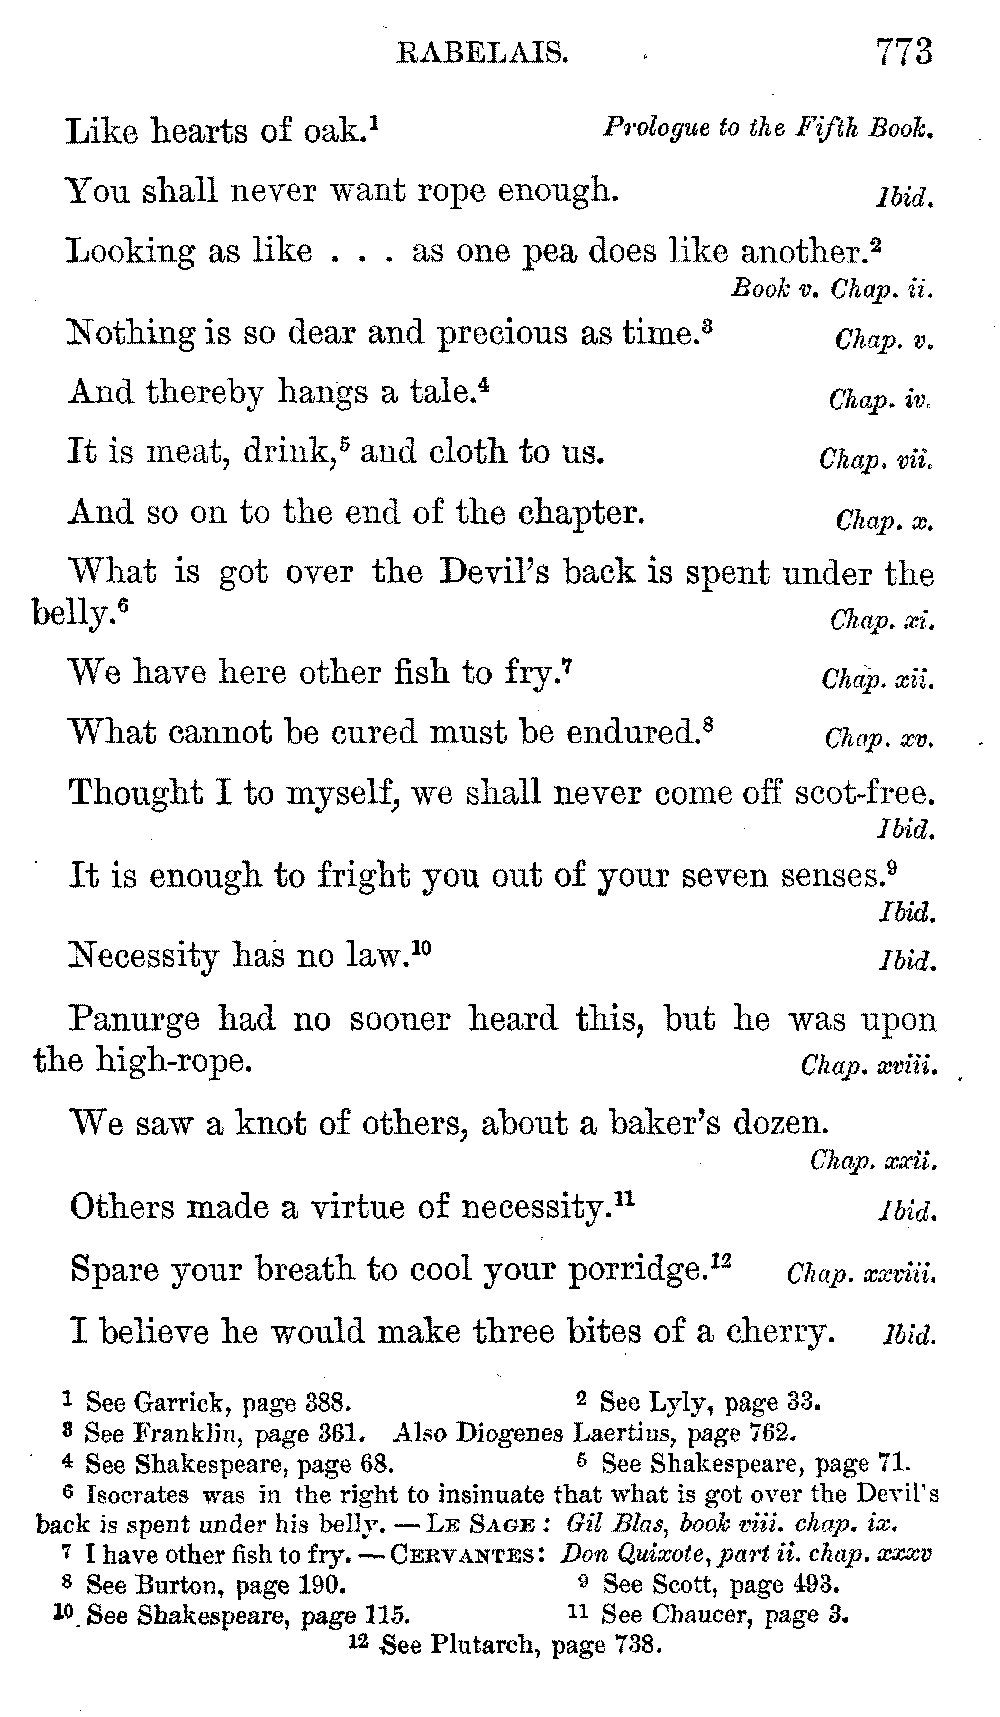 RABELAIS. 773
Like hearts of oak.¹ Prologue to the Fifth Book.
You shall never want rope enough. Ibid.
Looking as like . . . as one pea does like another.²
Book v. Chap. ii.
Nothing is so dear and precious as time.³ Chap. v.
And thereby hangs a tale.⁴ Chap. iv.
It is meat, drink,⁵ and cloth to us. Chap. vii.
And so on to the end of the chapter. Chap. x.
What is got over the Devil's back is spent under the
belly.⁶ Chap. xi.
We have here other fish to fry.⁷ Chap. xii.
What cannot be cured must be endured.⁸ Chap. xv.
Thought I to myself, we shall never come off scot-free.
Ibid.
It is enough to fright you out of your seven senses.⁹
Ibid.
Necessity has no law.¹⁰ Ibid.
Panurge had no sooner heard this, but he was upon
the high-rope. Chap. xviii.
We saw a knot of others, about a baker's dozen.
Chap. xxii.
Others made a virtue of necessity.¹¹ Ibid.
Spare your breath to cool your porridge.¹² Chap. xxviii.
I believe he would make three bites of a cherry. Ibid.
¹ See Garrick, page 388. ² See Lyly, page 33.
³ See Franklin, page 361. Also Diogenes Laertius, page 762.
⁴ See Shakespeare, page 68. ⁵ See Shakespeare, page 71.
⁶ Isocrates was in the right to insinuate that what is got over the Devil's
back is spent under his belly. — LE SAGE: Gil Blas, book viii. chap. ix.
⁷ I have other fish to fry. — CERVANTES: Don Quixote, part ii. chap. xxxv
⁸ See Burton, page 190. ⁹ See Scott, page 493.
¹⁰ See Shakespeare, page 115. ¹¹ See Chaucer, page 3.
¹² See Plutarch, page 738.